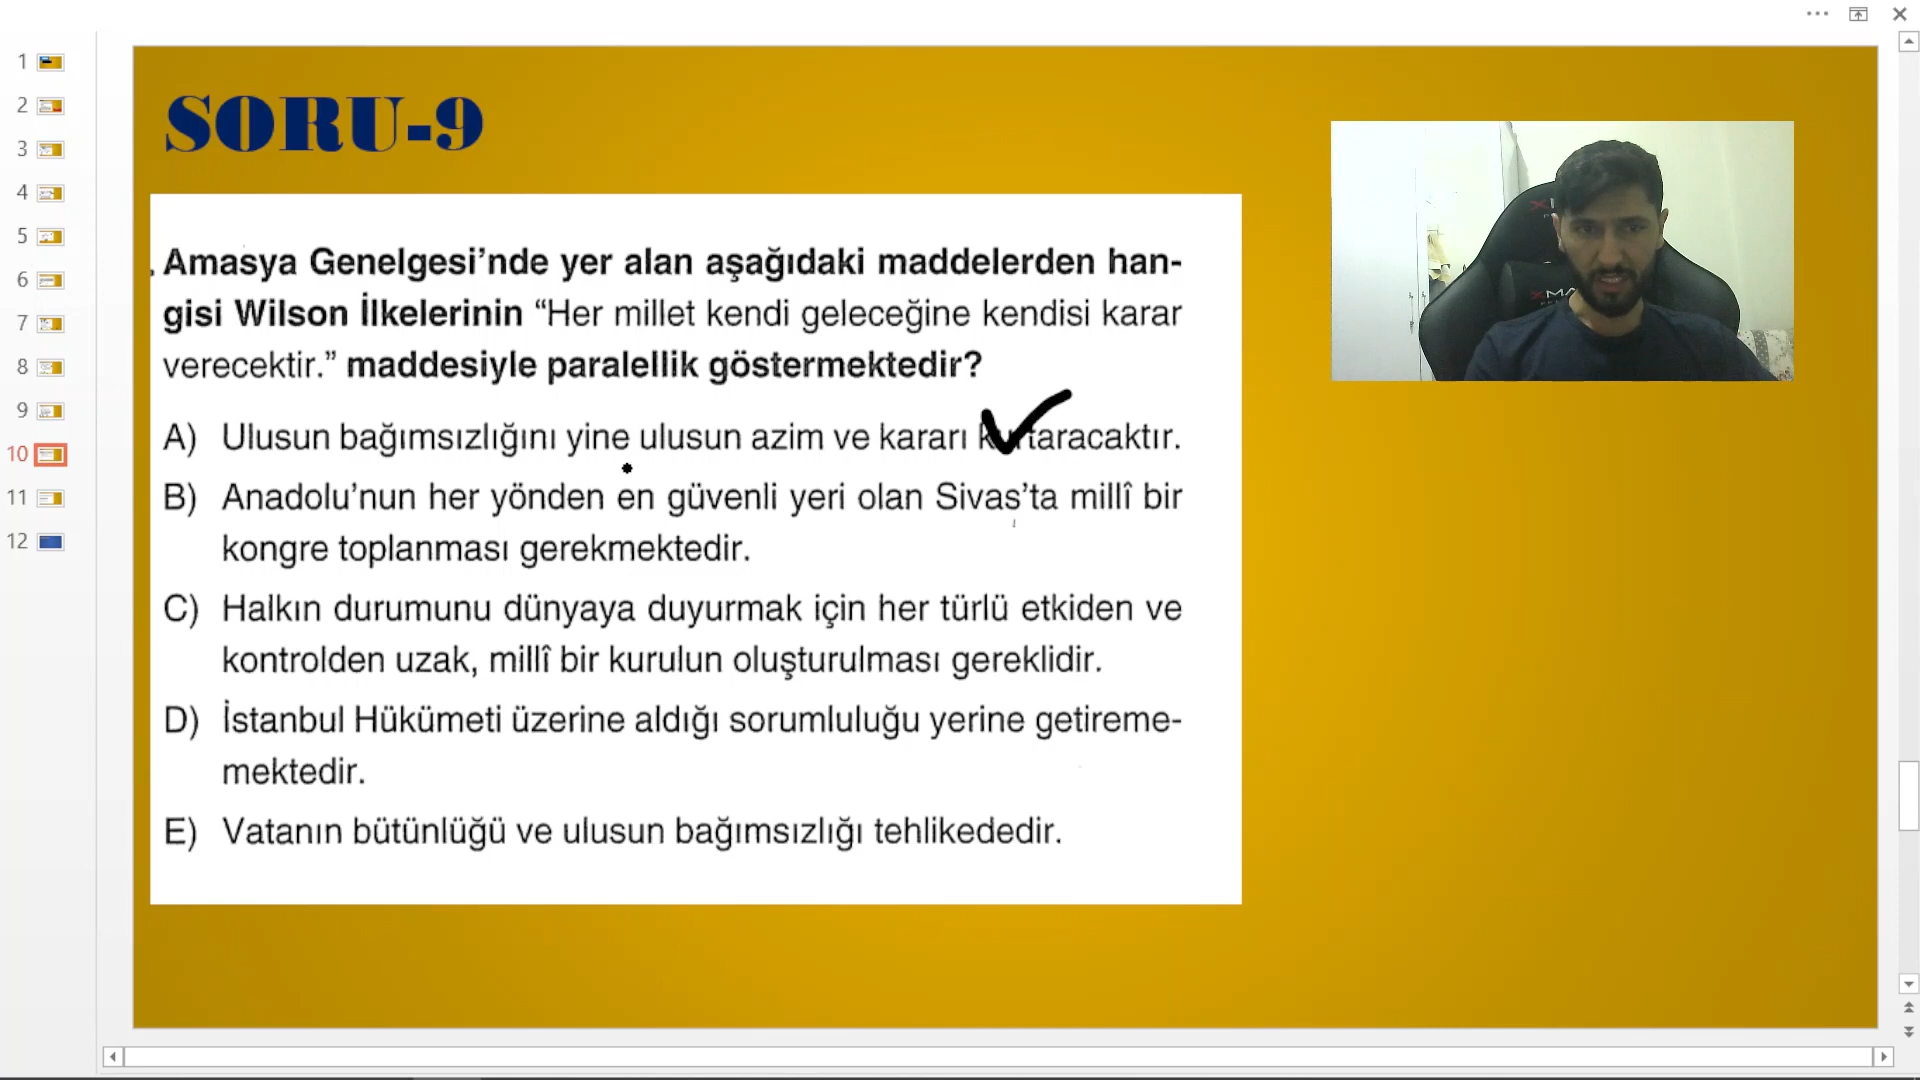 SORU-9
. Amasya Genelgesi’nde yer alan aşağıdaki maddelerden han-
gisi Wilson İlkelerinin “Her millet kendi geleceğine kendisi karar
verecektir.” maddesiyle paralellik göstermektedir?
A) Ulusun bağımsızlığını yine ulusun azim ve kararı kurtaracaktır.
B) Anadolu’nun her yönden en güvenli yeri olan Sivas’ta millî bir
kongre toplanması gerekmektedir.
C) Halkın durumunu dünyaya duyurmak için her türlü etkiden ve
kontrolden uzak, millî bir kurulun oluşturulması gereklidir.
D) İstanbul Hükümeti üzerine aldığı sorumluluğu yerine getireme-
mektedir.
E) Vatanın bütünlüğü ve ulusun bağımsızlığı tehlikededir.
1
2
3
4
5
6
7
8
9
10
11
12